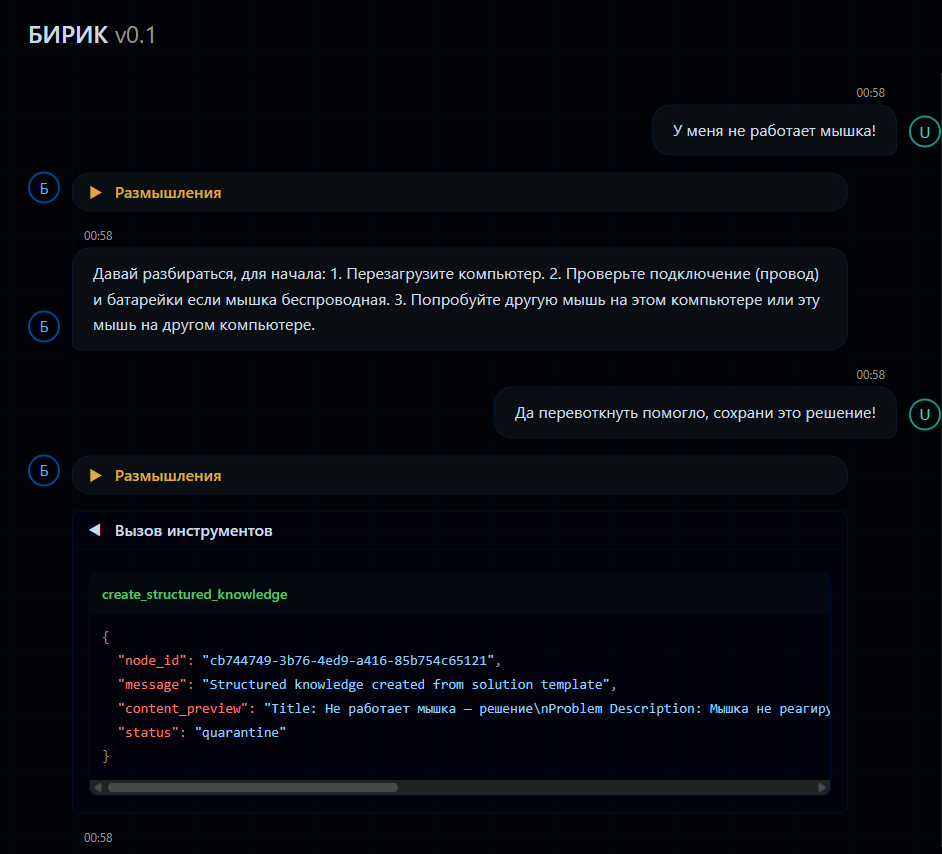 БИРИК v0.1
00:58
У меня не работает мышка!
U
Б
Размышления
00:58
Давай разбираться, для начала: 1. Перезагрузите компьютер. 2. Проверьте подключение (провод)
и батарейки если мышка беспроводная. 3. Попробуйте другую мышь на этом компьютере или эту
мышь на другом компьютере.
Б
00:58
Да перевоткнуть помогло, сохрани это решение!
U
Б
Размышления
Вызов инструментов
create_structured_knowledge
{
"node_id": "cb744749-3b76-4ed9-a416-85b754c65121",
"message": "Structured knowledge created from solution template",
"content_preview": "Title: Не работает мышка — решение\nProblem Description: Мышка не реагиру
"status": "quarantine"
}
00:58